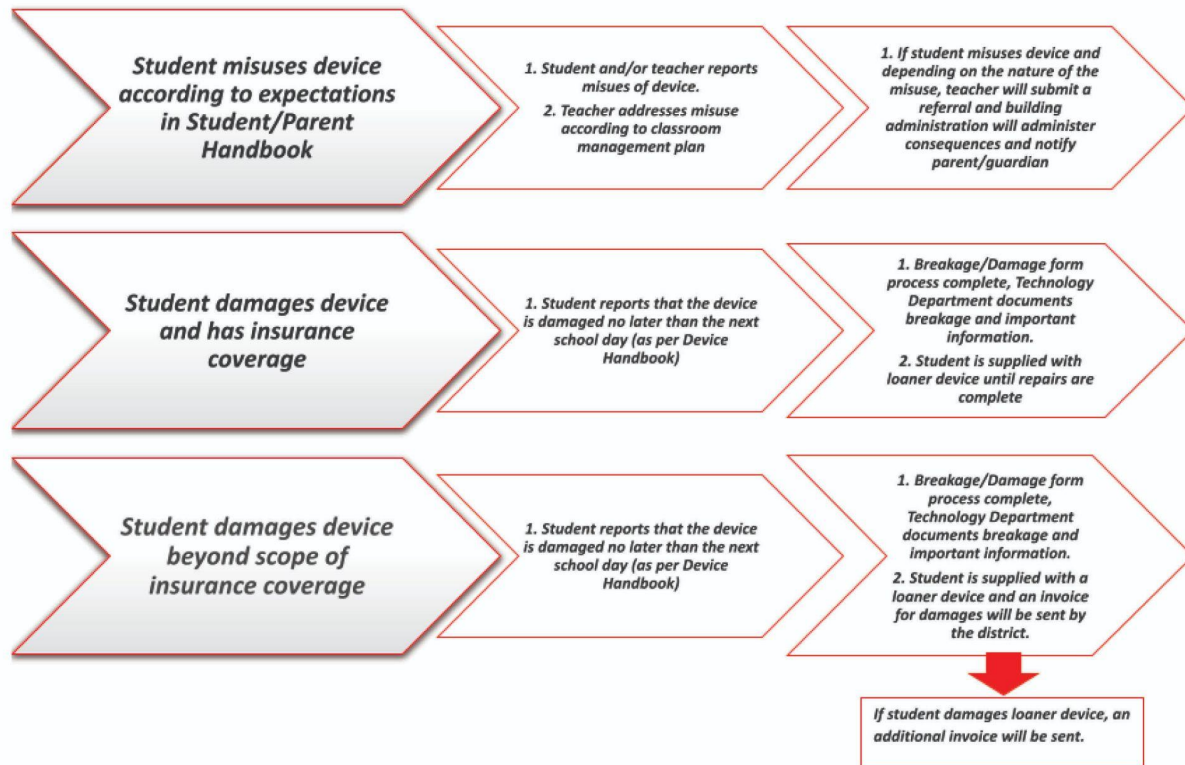 Student misuses device
according to expectations
in Student/Parent
Handbook
1. Student and/or teacher reports
misues of device.
2. Teacher addresses misuse
according to classroom
management plan
1. If student misuses device and
depending on the nature of the
misuse, teacher will submit a
referral and building
administration will administer
consequences and notify
parent/guardian
Student damages device
and has insurance
coverage
1. Student reports that the device
is damaged no later than the next
school day (as per Device
Handbook)
1. Breakage/Damage form
process complete, Technology
Department documents
breakage and important
information.
2. Student is supplied with
loaner device until repairs are
complete
Student damages device
beyond scope of
insurance coverage
1. Student reports that the device
is damaged no later than the next
school day (as per Device
Handbook)
1. Breakage/Damage form
process complete,
Technology Department
documents breakage and
important information.
2. Student is supplied with a
loaner device and an invoice
for damages will be sent by
the district.
If student damages loaner device, an
additional invoice will be sent.